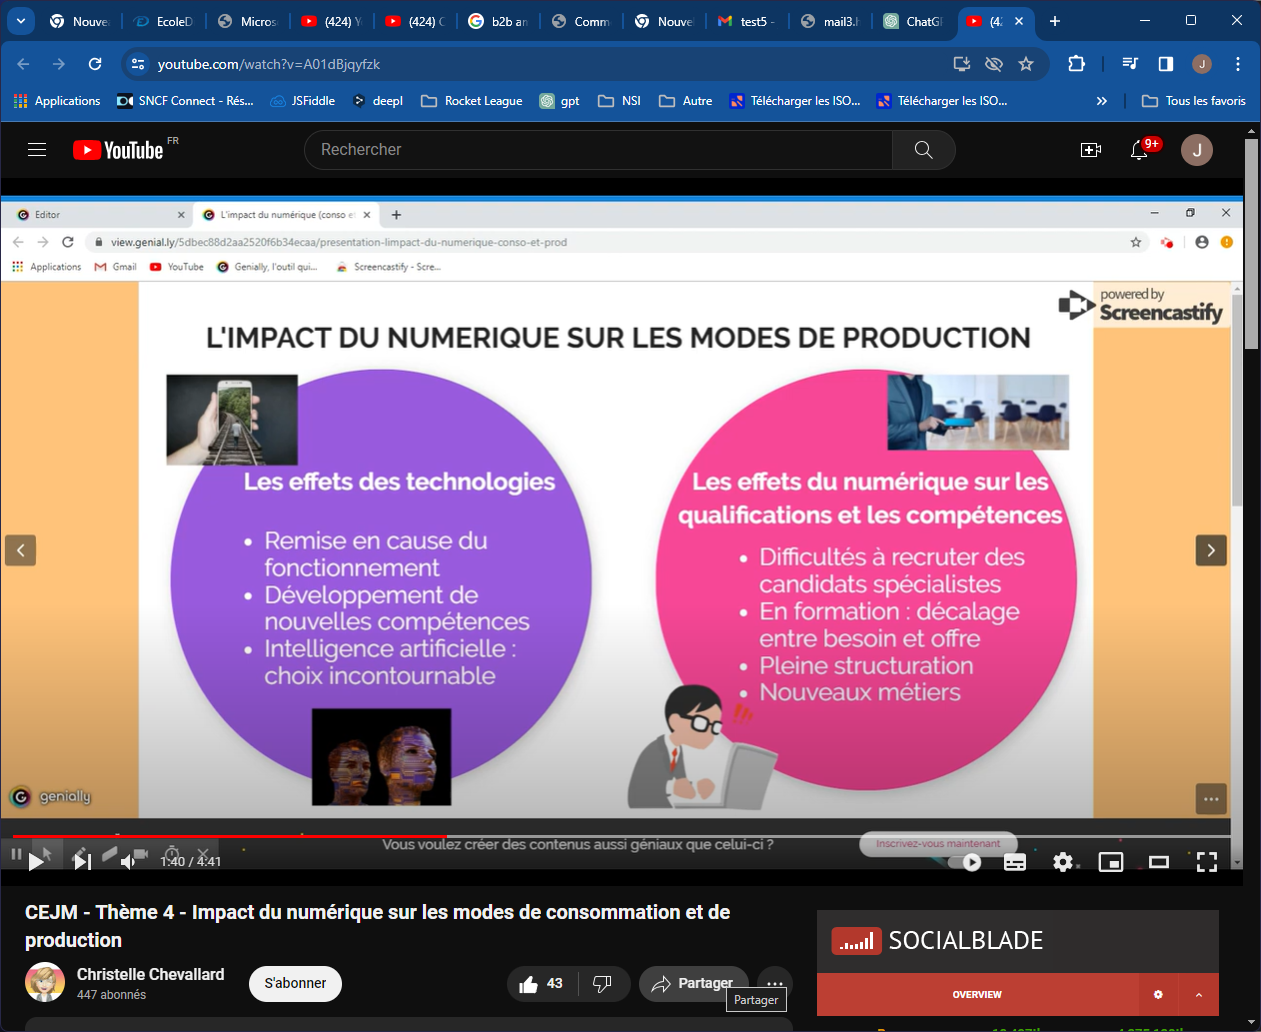 Nouve
EcoleD
Micros
(424) Y
(424) C
b2b an
Comm
Nouve
test5 -
mail3.h
ChatGP
(42
youtube.com/watch?v=A01dBjqyfzk
J
Applications
SNCF Connect - Rés...
JSFiddle
deepl
Rocket League
gpt
NSI
Autre
Télécharger les ISO...
Télécharger les ISO...
»
Tous les favoris
YouTube FR
Rechercher
9+
J
Editor
L'impact du numérique (conso et
view.genial.ly/5dbec88d2aa2520f6b34ecaa/presentation-limpact-du-numerique-conso-et-prod
Applications
Gmail
YouTube
Genially, l'outil qui...
Screencastify - Scre...
powered by
Screencastify
L'IMPACT DU NUMERIQUE SUR LES MODES DE PRODUCTION
Les effets des technologies
• Remise en cause du
fonctionnement
• Développement de
nouvelles compétences
• Intelligence artificielle :
choix incontournable
Les effets du numérique sur les
qualifications et les compétences
• Difficultés à recruter des
candidats spécialistes
• En formation : décalage
entre besoin et offre
• Pleine structuration
• Nouveaux métiers
!!!
genially
Vous voulez créer des contenus aussi géniaux que celui-ci ?
Inscrivez-vous maintenant
1:40 / 4:41
CEJM - Thème 4 - Impact du numérique sur les modes de consommation et de
production
Christelle Chevallard
447 abonnés
S'abonner
43
Partager
...
Partager
SOCIALBLADE
OVERVIEW